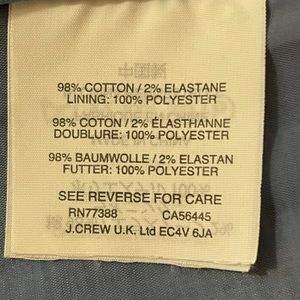 98% COTTON / 2% ELASTANE
LINING: 100% POLYESTER
98% COTON / 2% ELASTHANNE
DOUBLURE: 100% POLYESTER
98% BAUMWOLLE / 2% ELASTAN
FUTTER: 100% POLYESTER
SEE REVERSE FOR CARE
RN77388 CA56445
J.CREW U.K. Ltd EC4V 6JA